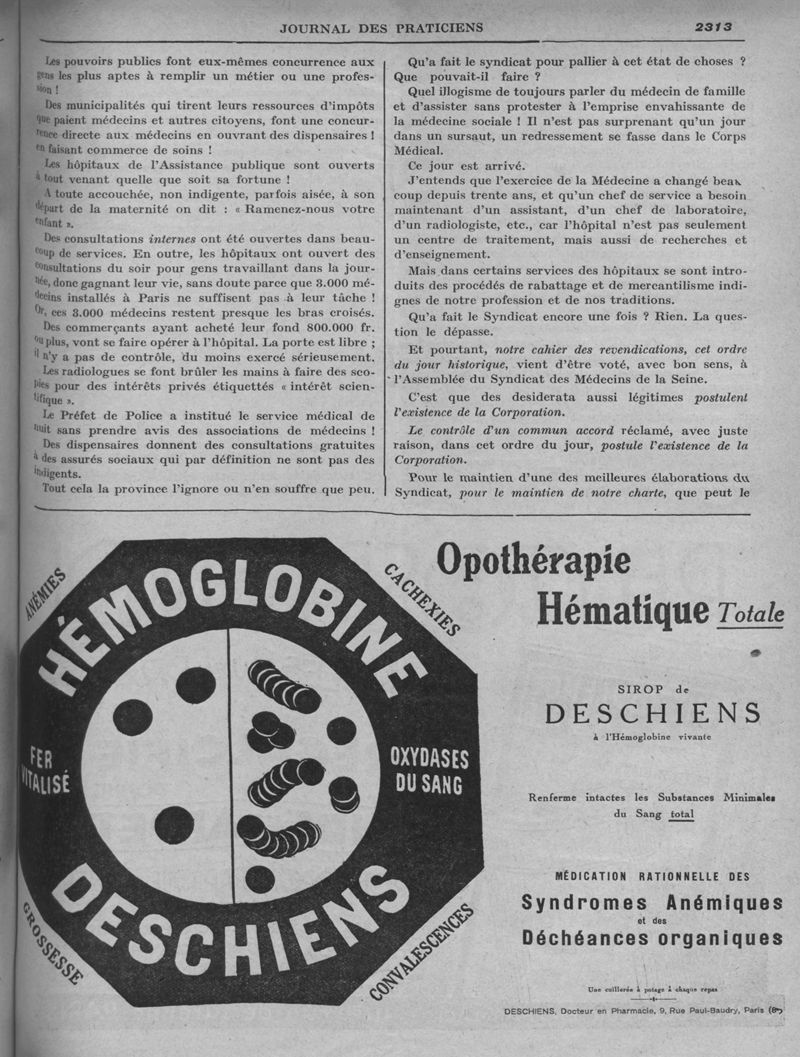 JOURNAL DES PRATICIENS 2313
Les pouvoirs publics font eux-mêmes concurrence aux
gens les plus aptes à remplir un métier ou une profes-
sion !
Des municipalités qui tirent leurs ressources d'impôts
que paient médecins et autres citoyens, font une concur-
rence directe aux médecins en ouvrant des dispensaires !
en faisant commerce de soins !
Les hôpitaux de l'Assistance publique sont ouverts
à tout venant quelle que soit sa fortune !
A toute accouchée, non indigente, parfois aisée, à son
départ de la maternité on dit : « Ramenez-nous votre
enfant ».
Des consultations internes ont été ouvertes dans beau-
coup de services. En outre, les hôpitaux ont ouvert des
consultations du soir pour gens travaillant dans la jour-
née, donc gagnant leur vie, sans doute parce que 3.000 mé-
decins installés à Paris ne suffisent pas à leur tâche !
Or, ces 3.000 médecins restent presque les bras croisés.
Des commerçants ayant acheté leur fond 800.000 fr.
ou plus, vont se faire opérer à l'hôpital. La porte est libre ;
il n'y a pas de contrôle, du moins exercé sérieusement.
Les radiologues se font brûler les mains à faire des sco-
pies pour des intérêts privés étiquettés « intérêt scien-
tifique ».
Le Préfet de Police a institué le service médical de
nuit sans prendre avis des associations de médecins !
Des dispensaires donnent des consultations gratuites
à des assurés sociaux qui par définition ne sont pas des
indigents.
Tout cela la province l'ignore ou n'en souffre que peu.
Qu'a fait le syndicat pour pallier à cet état de choses ?
Que pouvait-il faire ?
Quel illogisme de toujours parler du médecin de famille
et d'assister sans protester à l'emprise envahissante de
la médecine sociale ! Il n'est pas surprenant qu'un jour
dans un sursaut, un redressement se fasse dans le Corps
Médical.
Ce jour est arrivé.
J'entends que l'exercice de la Médecine a changé beau
coup depuis trente ans, et qu'un chef de service a besoin
maintenant d'un assistant, d'un chef de laboratoire,
d'un radiologiste, etc., car l'hôpital n'est pas seulement
un centre de traitement, mais aussi de recherches et
d'enseignement.
Mais dans certains services des hôpitaux se sont intro-
duits des procédés de rabattage et de mercantilisme indi-
gnes de notre profession et de nos traditions.
Qu'a fait le Syndicat encore une fois ? Rien. La ques-
tion le dépasse.
Et pourtant, notre cahier des revendications, cet ordre
du jour historique, vient d'être voté, avec bon sens, à
l'Assemblée du Syndicat des Médecins de la Seine.
C'est que des desiderata aussi légitimes postulent
l'existence de la Corporation.
Le contrôle d'un commun accord réclamé, avec juste
raison, dans cet ordre du jour, postule l'existence de la
Corporation.
Pour le maintien d'une des meilleures élaborations du
Syndicat, pour le maintien de notre charte, que peut le
ANÉMIES
CACHEXIES
HÉMOGLOBINE
FER
VITALISÉ
OXYDASES
DU SANG
DESCHIENS
GROSSESSE
CONVALESCENCES
Opothérapie
Hématique Totale
SIROP de
DESCHIENS
à l'Hémoglobine vivante
Renferme intactes les Substances Minimales
du Sang total
MÉDICATION RATIONNELLE DES
Syndromes Anémiques
et des
Déchéances organiques
Une cuillerée à potage à chaque repas
DESCHIENS, Docteur en Pharmacie, 9, Rue Paul-Baudry, Paris (8e)